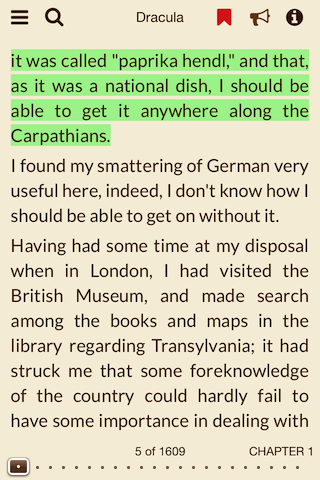 Dracula
it was called "paprika hendl," and that,
as it was a national dish, I should be
able to get it anywhere along the
Carpathians.
I found my smattering of German very
useful here, indeed, I don't know how I
should be able to get on without it.
Having had some time at my disposal
when in London, I had visited the
British Museum, and made search
among the books and maps in the
library regarding Transylvania; it had
struck me that some foreknowledge
of the country could hardly fail to
have some importance in dealing with
5 of 1609 CHAPTER 1